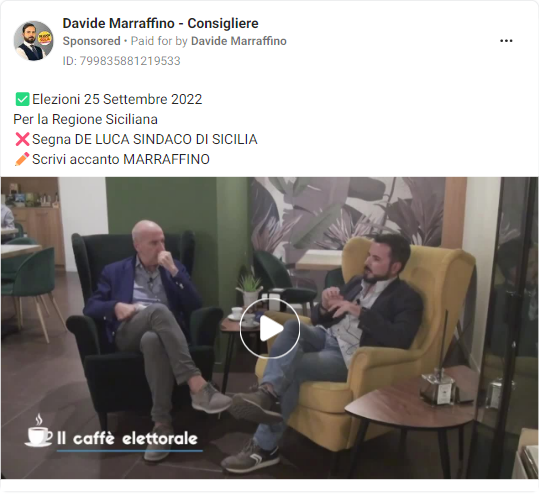 Davide Marraffino - Consigliere
Sponsored • Paid for by Davide Marraffino
ID: 799835881219533
✅Elezioni 25 Settembre 2022
Per la Regione Siciliana
❌Segna DE LUCA SINDACO DI SICILIA
✏️Scrivi accanto MARRAFFINO
Il caffè elettorale